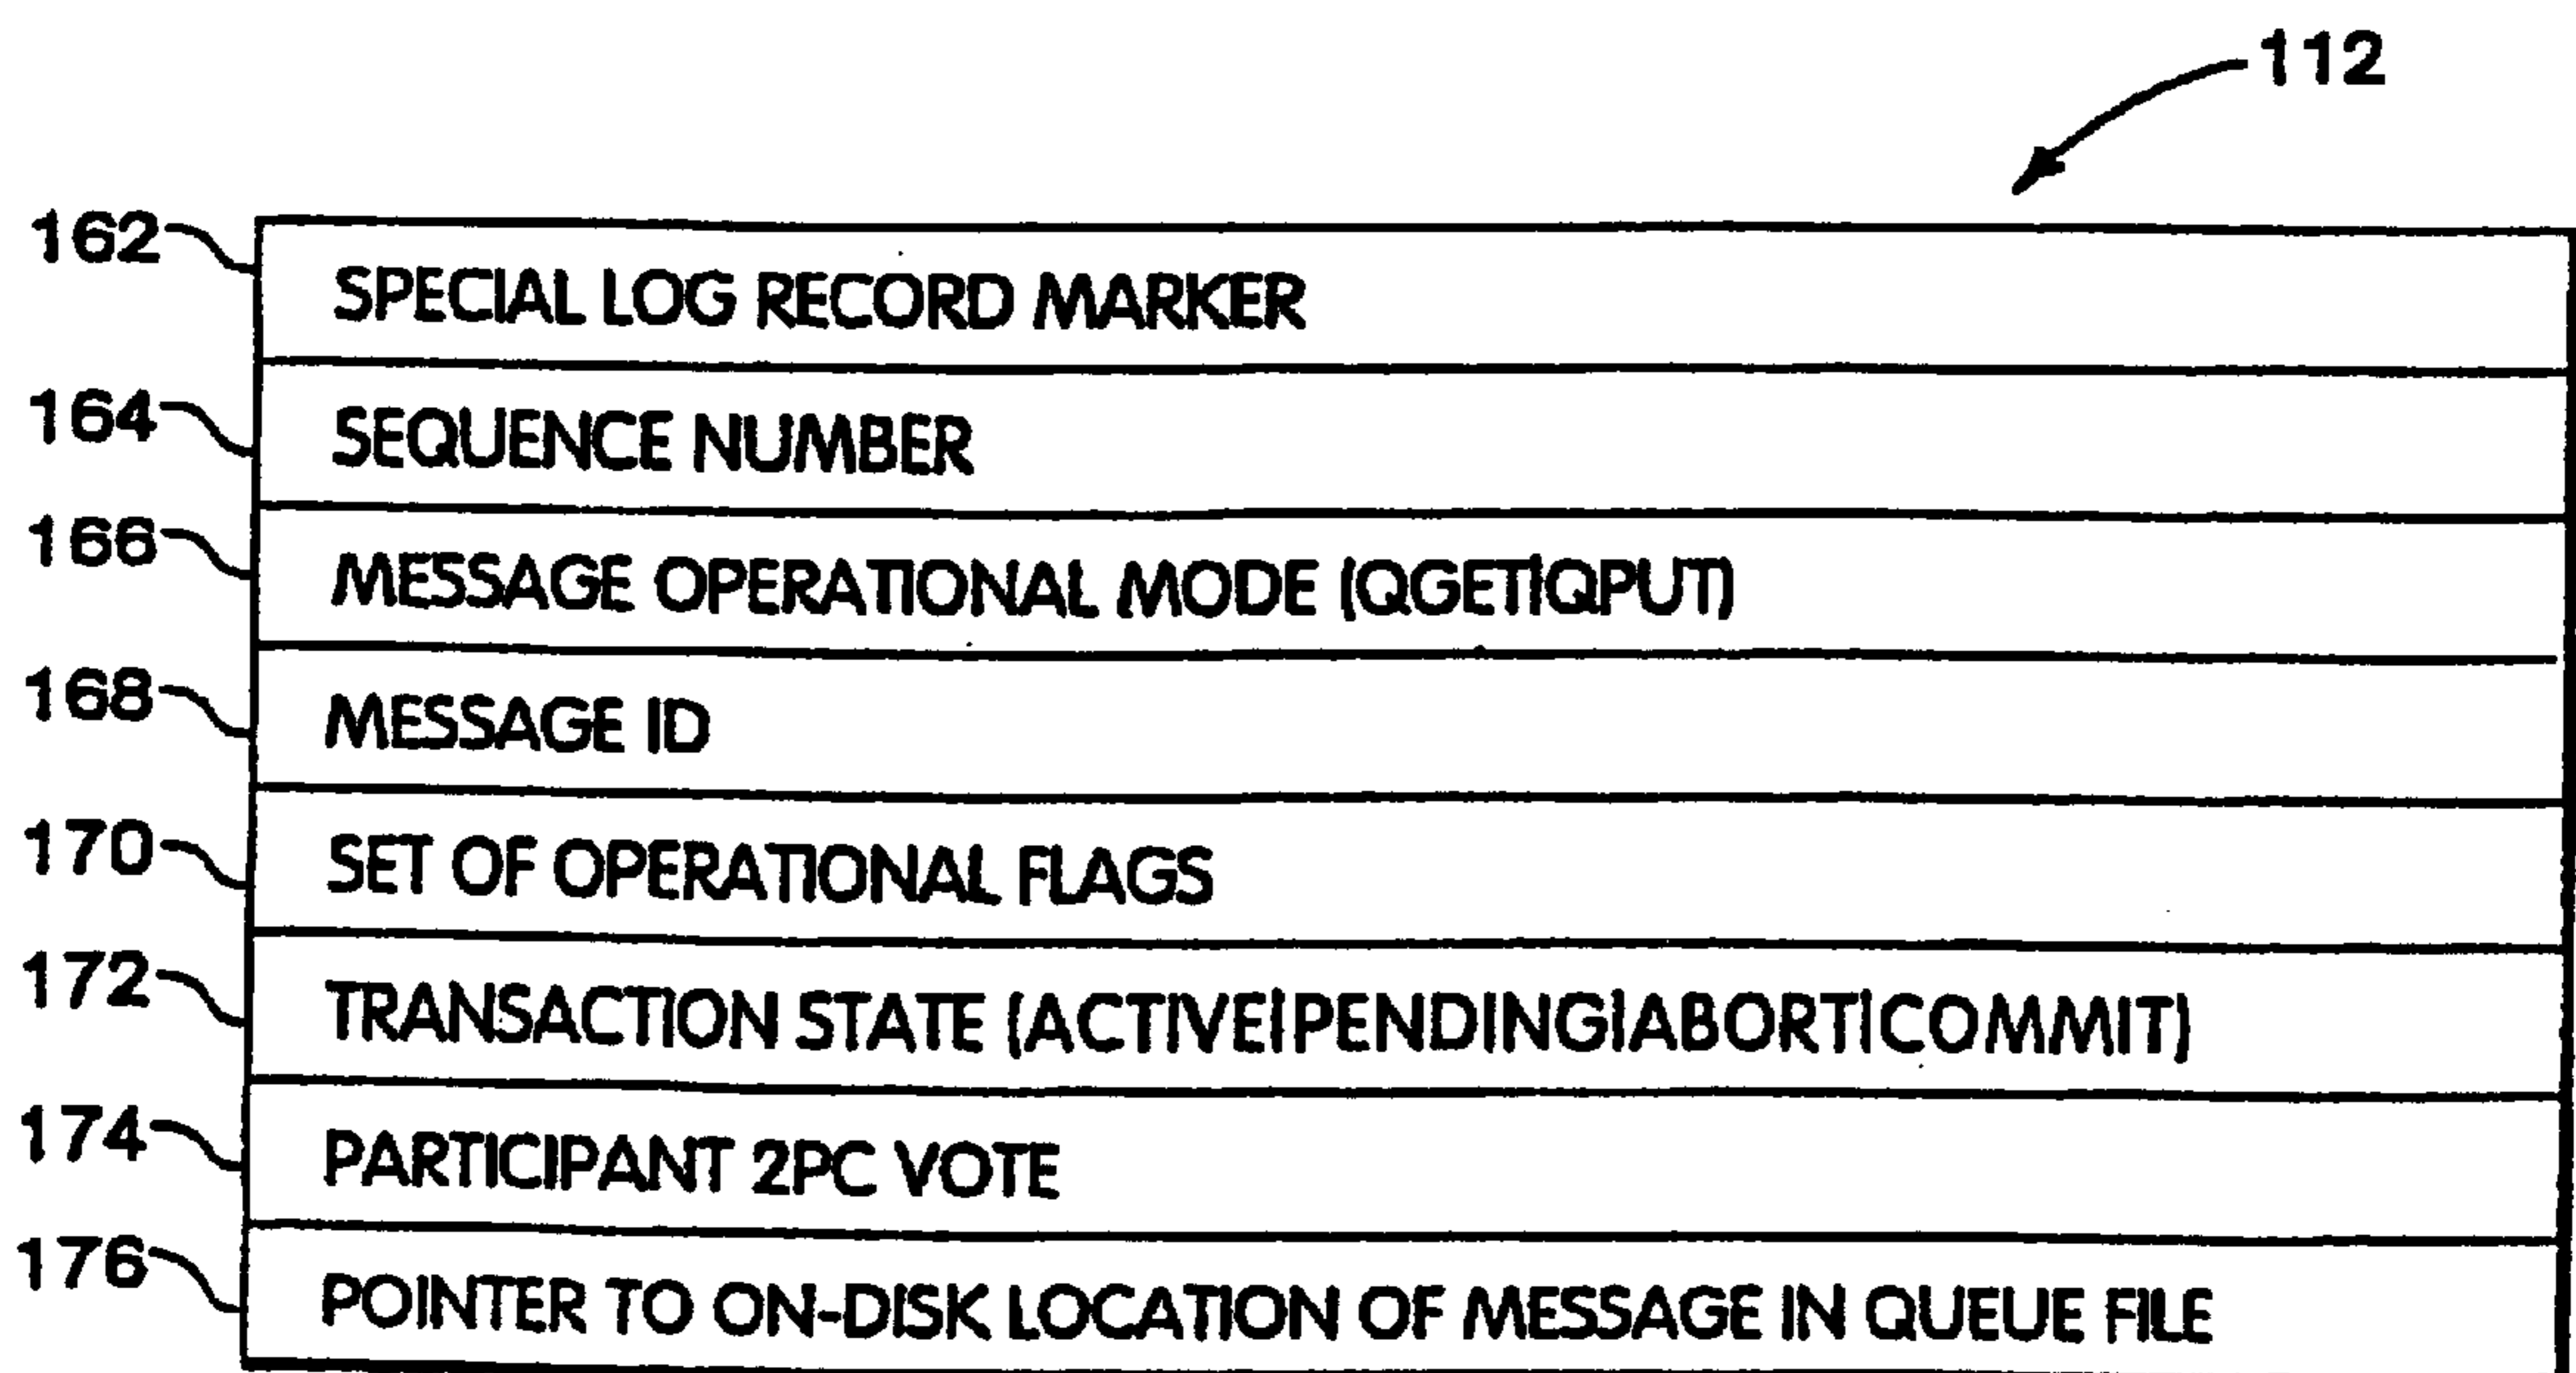 112
162 SPECIAL LOG RECORD MARKER
164 SEQUENCE NUMBER
166 MESSAGE OPERATIONAL MODE (QGET|QPUT)
168 MESSAGE ID
170 SET OF OPERATIONAL FLAGS
172 TRANSACTION STATE (ACTIVE|PENDING|ABORT|COMMIT)
174 PARTICIPANT 2PC VOTE
176 POINTER TO ON-DISK LOCATION OF MESSAGE IN QUEUE FILE